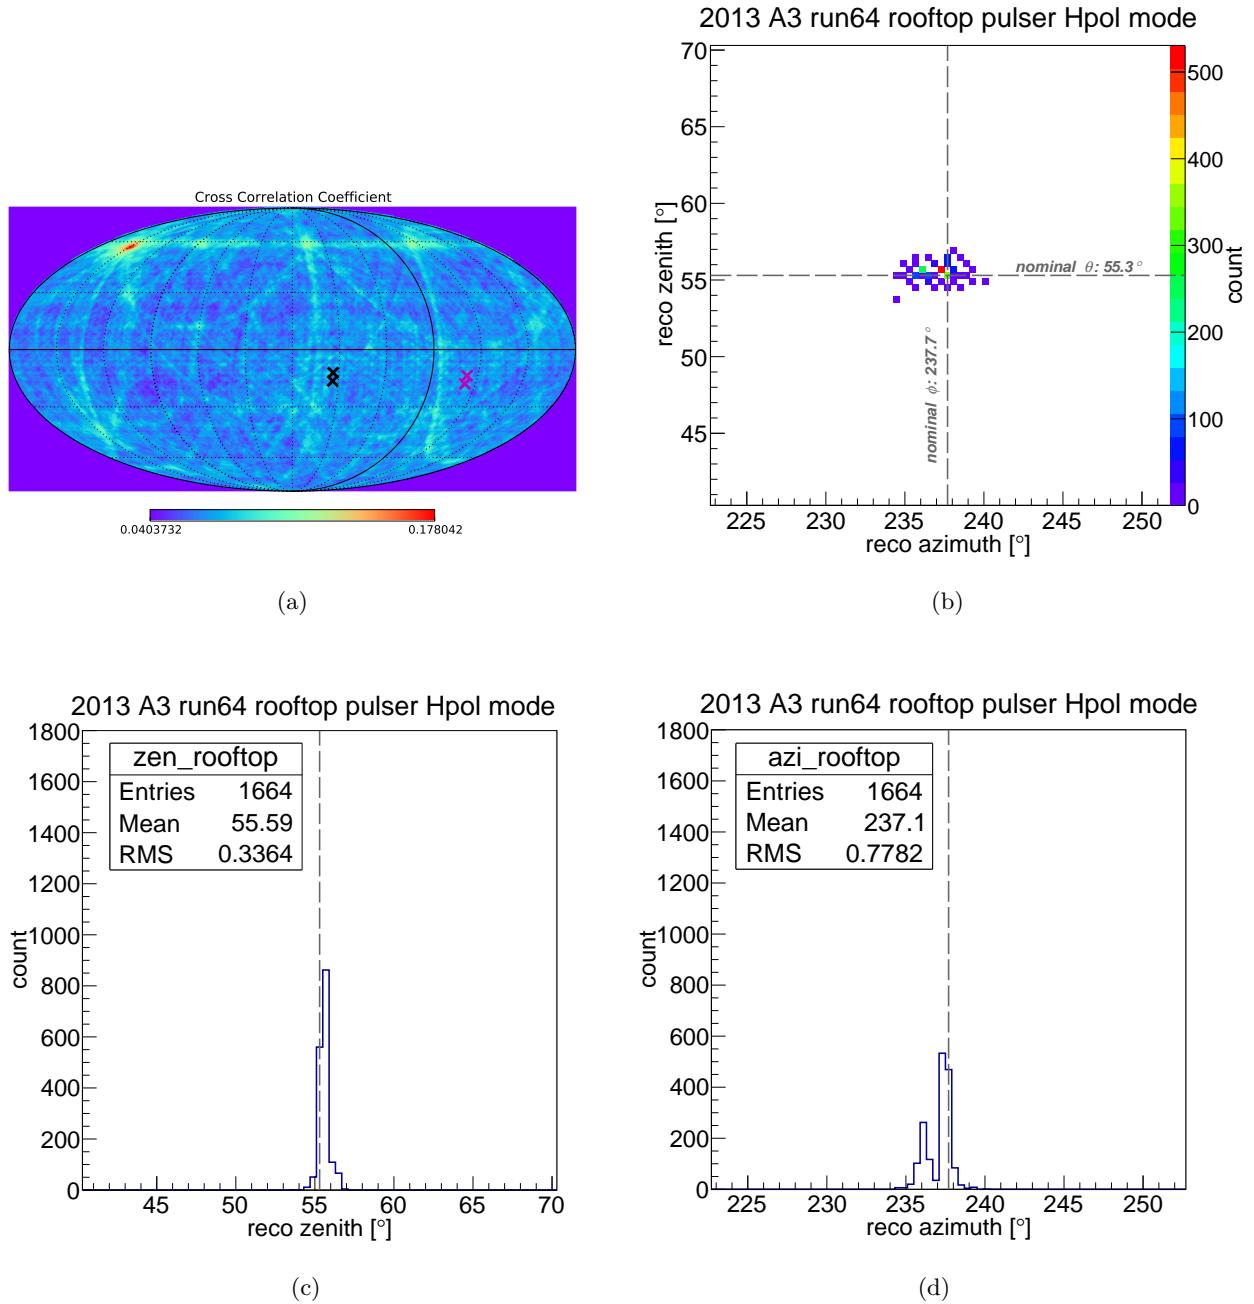 Cross Correlation Coefficient
0.0403732 0.178042
(a)
2013 A3 run64 rooftop pulser Hpol mode
70
65
60
55
50
45
reco zenith [°]
225 230 235 240 245 250
reco azimuth [°]
nominal θ: 55.3°
nominal ϕ: 237.7°
500
400
300
200
100
0
count
(b)
2013 A3 run64 rooftop pulser Hpol mode
zen_rooftop
Entries 1664
Mean 55.59
RMS 0.3364
1800
1600
1400
1200
1000
800
600
400
200
0
count
45 50 55 60 65 70
reco zenith [°]
(c)
2013 A3 run64 rooftop pulser Hpol mode
azi_rooftop
Entries 1664
Mean 237.1
RMS 0.7782
1800
1600
1400
1200
1000
800
600
400
200
0
count
225 230 235 240 245 250
reco azimuth [°]
(d)